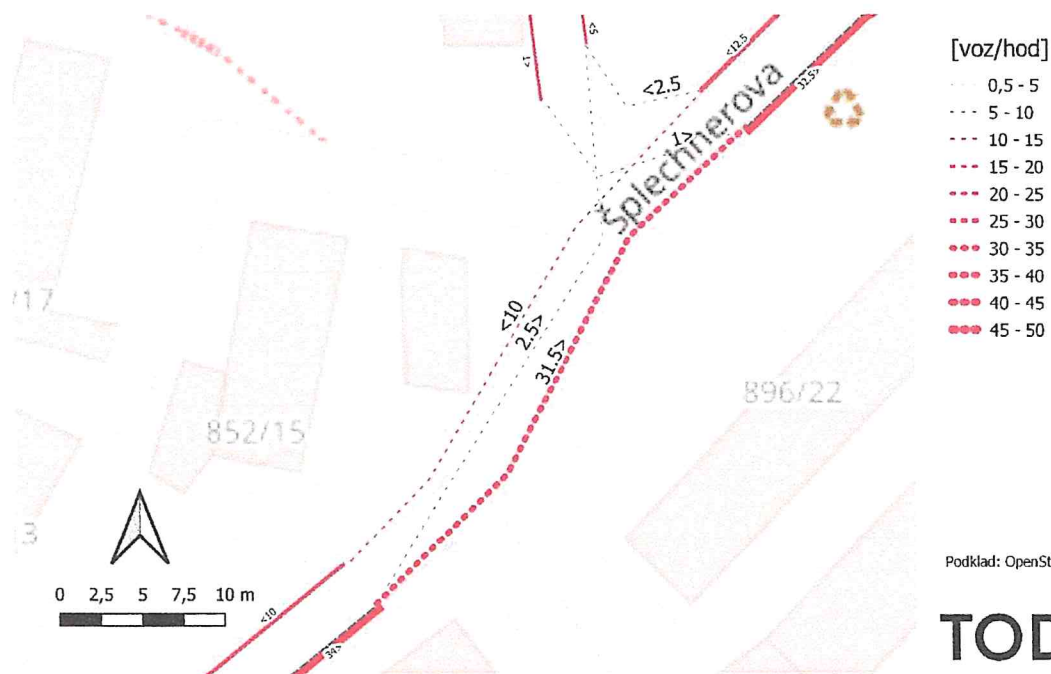 [voz/hod]
0,5 - 5
5 - 10
10 - 15
15 - 20
20 - 25
25 - 30
30 - 35
35 - 40
40 - 45
45 - 50
<5
<12.5
<2.5
32.5>
1>
Šplechnerova
/17
<10
2.5>
31.5>
896/22
852/15
3
0 2,5 5 7,5 10 m
<10
34>
Podklad: OpenSt
TOD